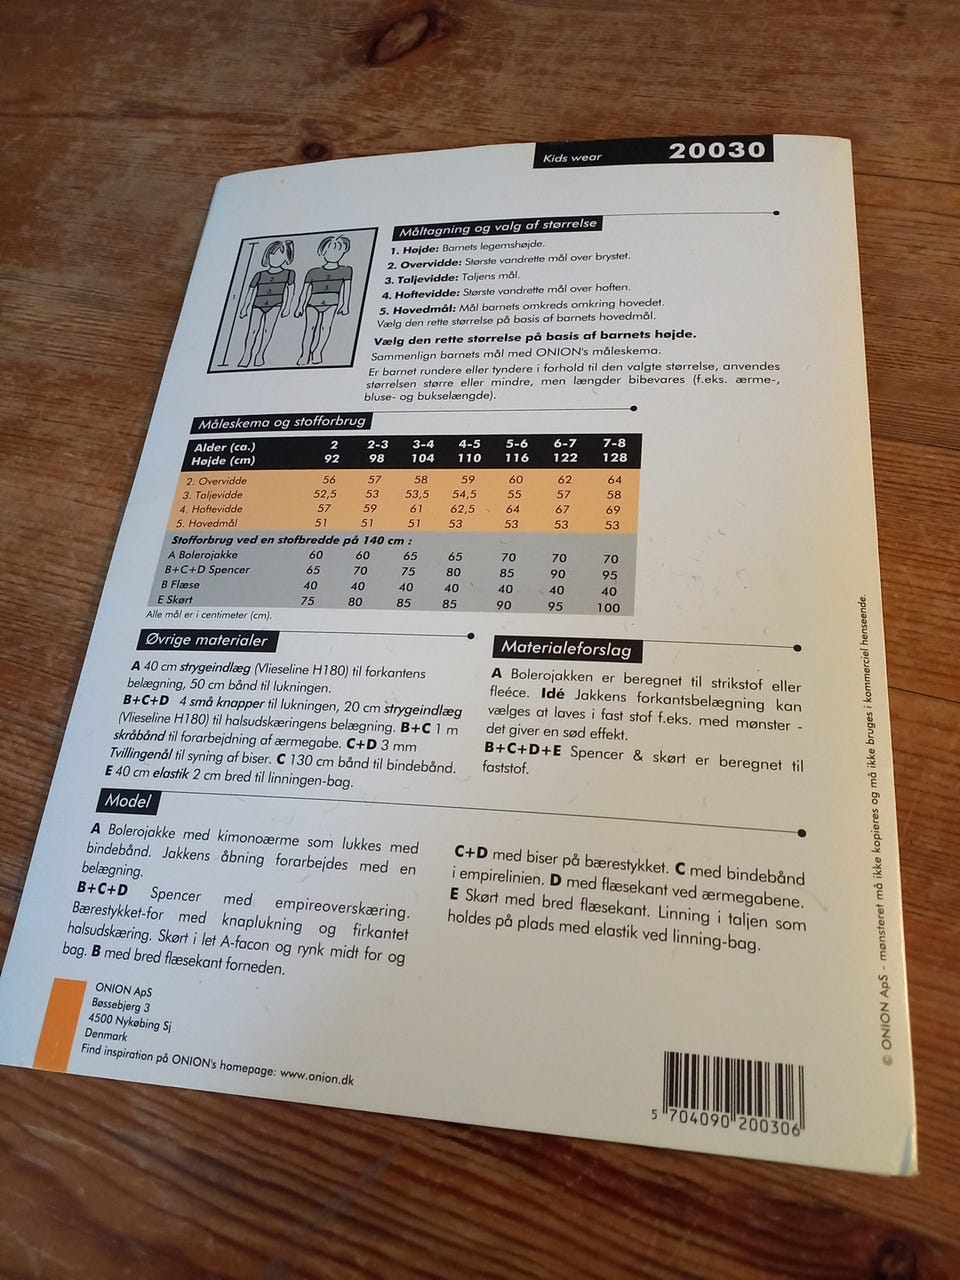 Kids wear 20030
Måltagning og valg af størrelse
1. Højde: Barnets legemshøjde.
2. Overvidde: Største vandrette mål over brystet.
3. Taljevidde: Taljens mål.
4. Hoftevidde: Største vandrette mål over hoften.
5. Hovedmål: Mål barnets omkreds omkring hovedet.
Vælg den rette størrelse på basis af barnets hovedmål.
Vælg den rette størrelse på basis af barnets højde.
Sammenlign barnets mål med ONION's måleskema.
Er barnet rundere eller tyndere i forhold til den valgte størrelse, anvendes
størrelsen større eller mindre, men længder bibevares (f.eks. ærme-,
bluse- og bukselængde).
Måleskema og stofforbrug
Alder (ca.) 2 2-3 3-4 4-5 5-6 6-7 7-8
Højde (cm) 92 98 104 110 116 122 128
2. Overvidde 56 57 58 59 60 62 64
3. Taljevidde 52,5 53 53,5 54,5 55 57 58
4. Hoftevidde 57 59 61 62,5 64 67 69
5. Hovedmål 51 51 51 53 53 53 53
Stofforbrug ved en stofbredde på 140 cm :
A Bolerojakke 60 60 65 65 70 70 70
B+C+D Spencer 65 70 75 80 85 90 95
B Flæse 40 40 40 40 40 40 40
E Skørt 75 80 85 85 90 95 100
Alle mål er i centimeter (cm).
Øvrige materialer
A 40 cm strygeindlæg (Vlieseline H180) til forkantens
belægning, 50 cm bånd til lukningen.
B+C+D 4 små knapper til lukningen, 20 cm strygeindlæg
(Vlieseline H180) til halsudskæringens belægning. B+C 1 m
skråbånd til forarbejdning af ærmegabe. C+D 3 mm
Tvillingenål til syning af biser. C 130 cm bånd til bindebånd.
E 40 cm elastik 2 cm bred til linningen-bag.
Materialeforslag
A Bolerojakken er beregnet til strikstof eller
fleéce. Idé Jakkens forkantsbelægning kan
vælges at laves i fast stof f.eks. med mønster -
det giver en sød effekt.
B+C+D+E Spencer & skørt er beregnet til
faststof.
Model
A Bolerojakke med kimonoærme som lukkes med
bindebånd. Jakkens åbning forarbejdes med en
belægning.
B+C+D Spencer med empireoverskæring.
Bærestykket-for med knaplukning og firkantet
halsudskæring. Skørt i let A-facon og rynk midt for og
bag. B med bred flæsekant forneden.
C+D med biser på bærestykket. C med bindebånd
i empirelinien. D med flæsekant ved ærmegabene.
E Skørt med bred flæsekant. Linning i taljen som
holdes på plads med elastik ved linning-bag.
ONION ApS
Bøssebjerg 3
4500 Nykøbing Sj
Denmark
Find inspiration på ONION's homepage: www.onion.dk
5 704090 200306
© ONION ApS - mønsteret må ikke kopieres og må ikke bruges i kommerciel henseende.